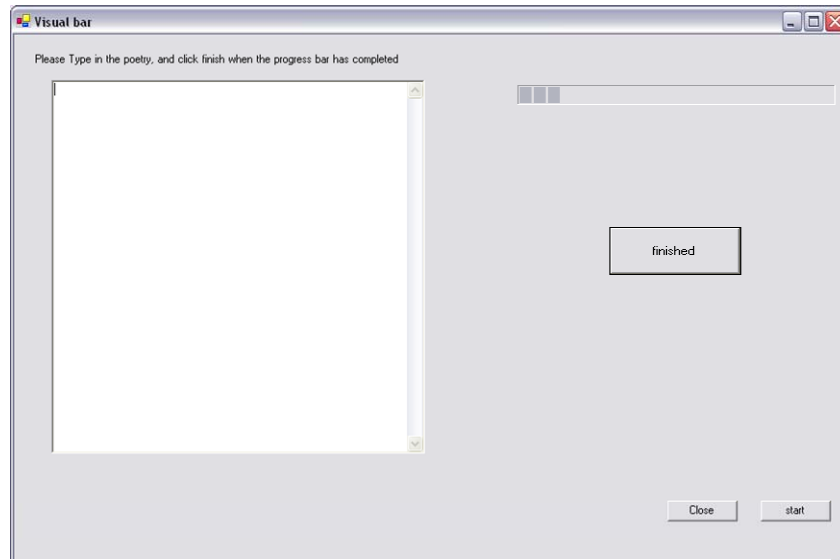 Visual bar
Please Type in the poetry, and click finish when the progress bar has completed
finished
Close start